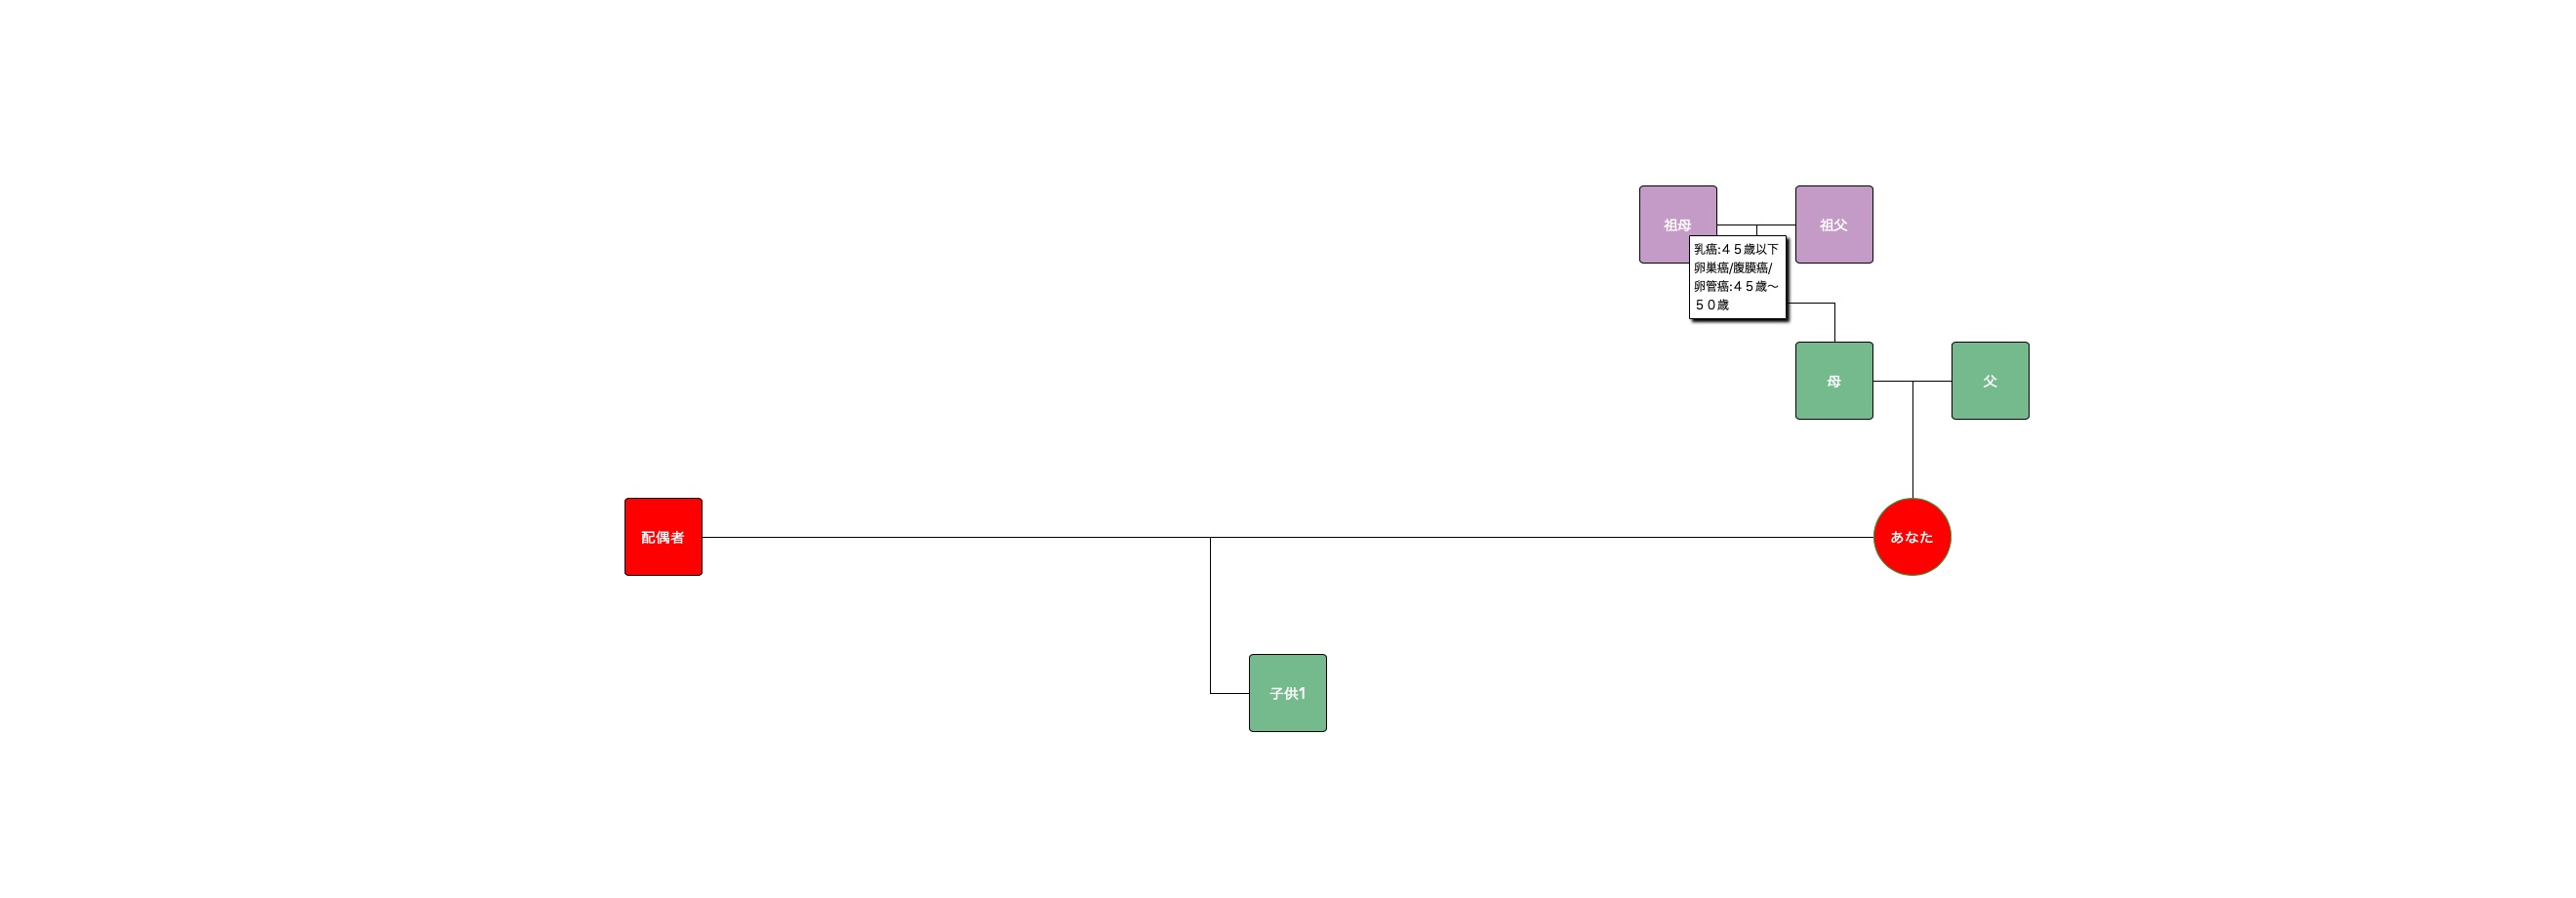 祖母
祖父
乳癌:４５歳以下
卵巣癌/腹膜癌/
卵管癌:４５歳〜
５０歳
母
父
配偶者
あなた
子供1